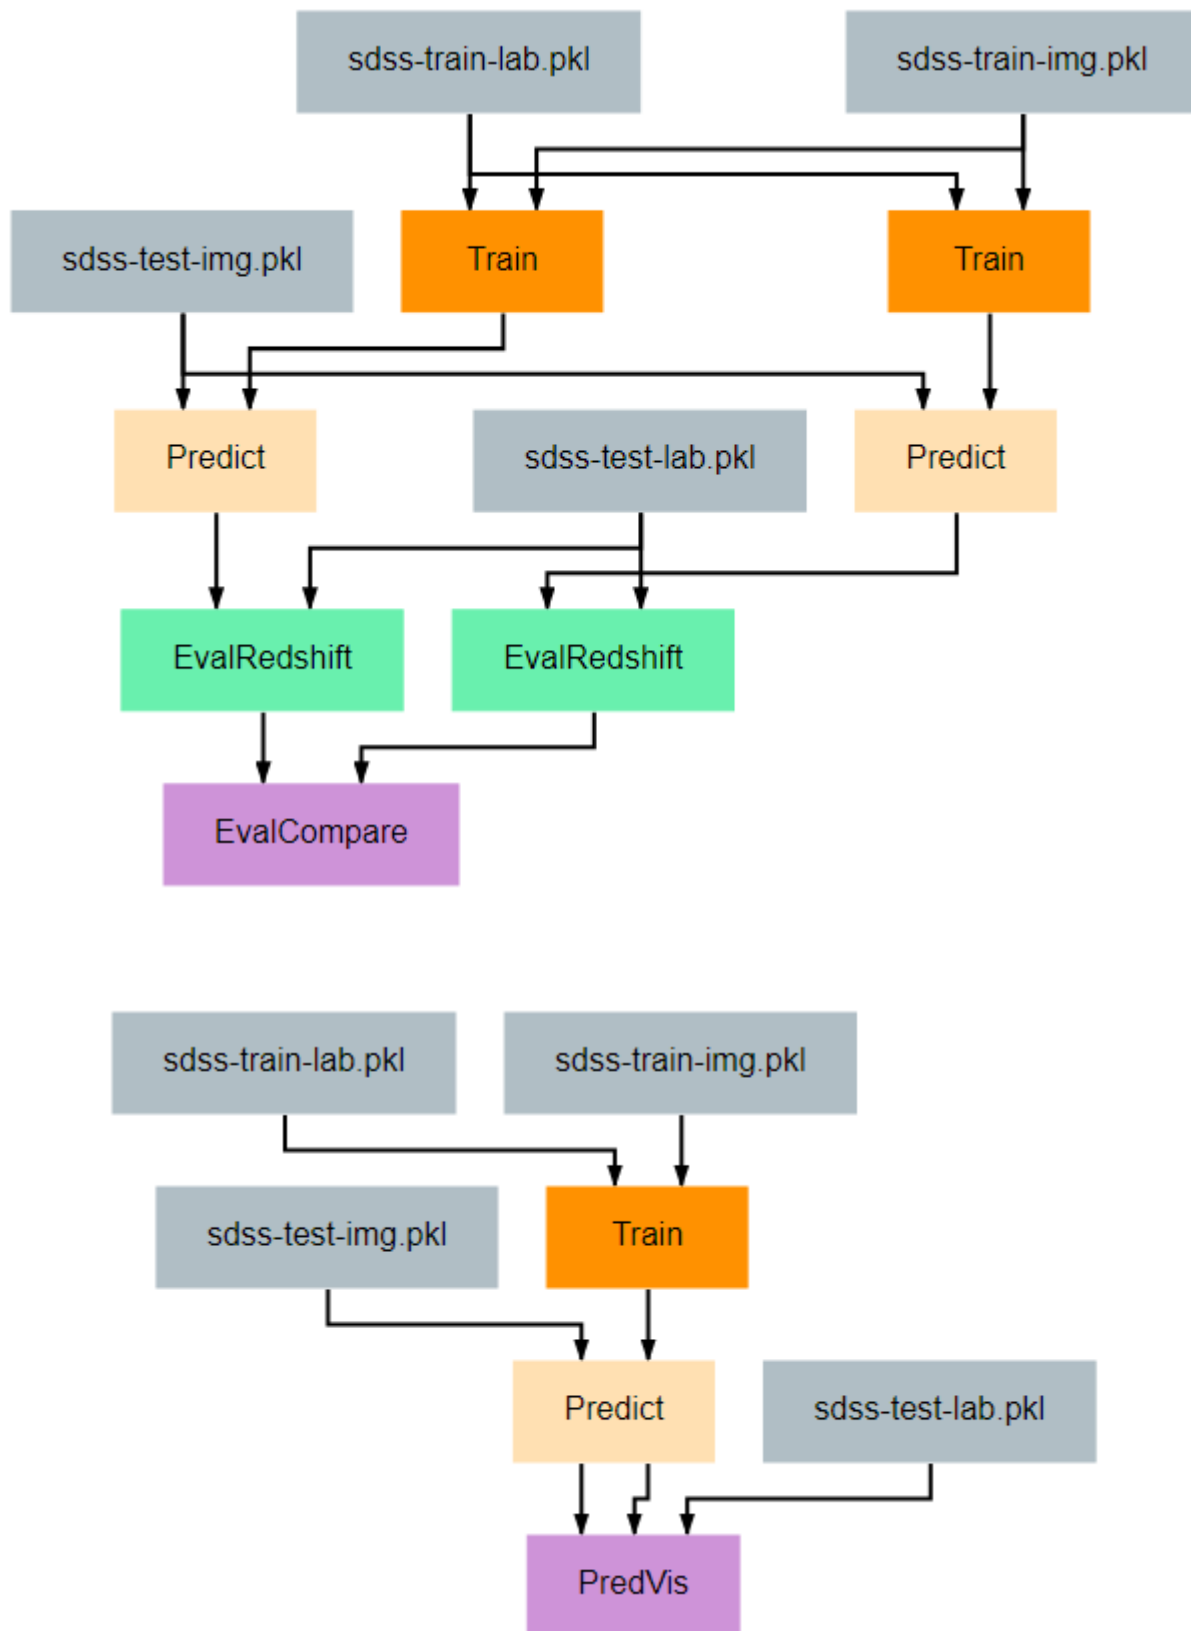 sdss-train-lab.pkl
sdss-train-img.pkl
sdss-test-img.pkl
Train
Train
Predict
sdss-test-lab.pkl
Predict
EvalRedshift
EvalRedshift
EvalCompare
sdss-train-lab.pkl
sdss-train-img.pkl
sdss-test-img.pkl
Train
Predict
sdss-test-lab.pkl
PredVis